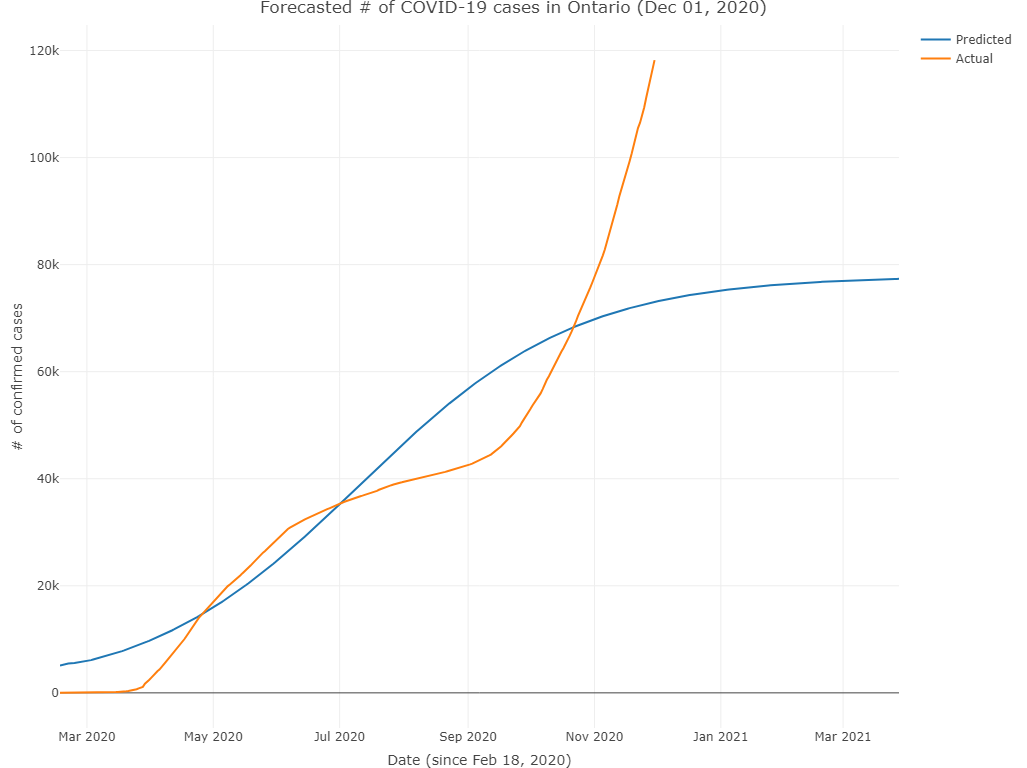 Forecasted # of COVID-19 cases in Ontario (Dec 01, 2020)
Predicted
Actual
120k
100k
80k
60k
40k
20k
0
# of confirmed cases
Mar 2020
May 2020
Jul 2020
Sep 2020
Nov 2020
Jan 2021
Mar 2021
Date (since Feb 18, 2020)